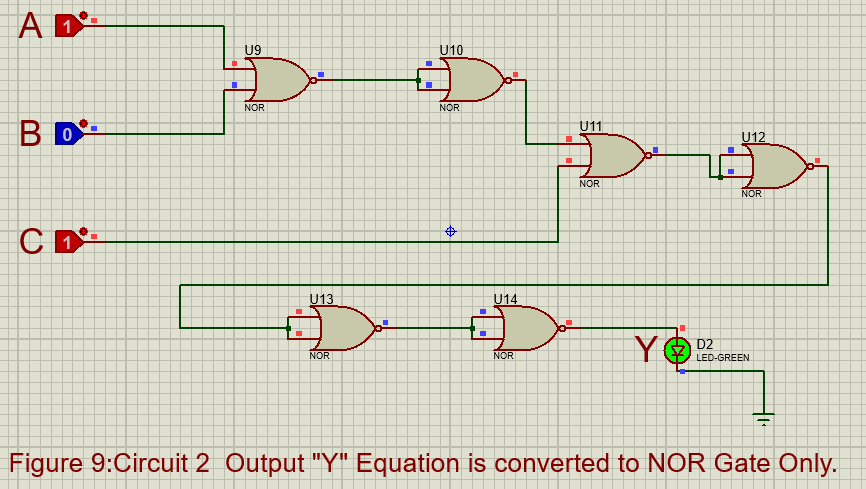 A 1
U9
NOR
U10
NOR
B 0
U11
NOR
U12
NOR
C 1
U13
NOR
U14
NOR
Y
D2
LED-GREEN
Figure 9:Circuit 2 Output "Y" Equation is converted to NOR Gate Only.